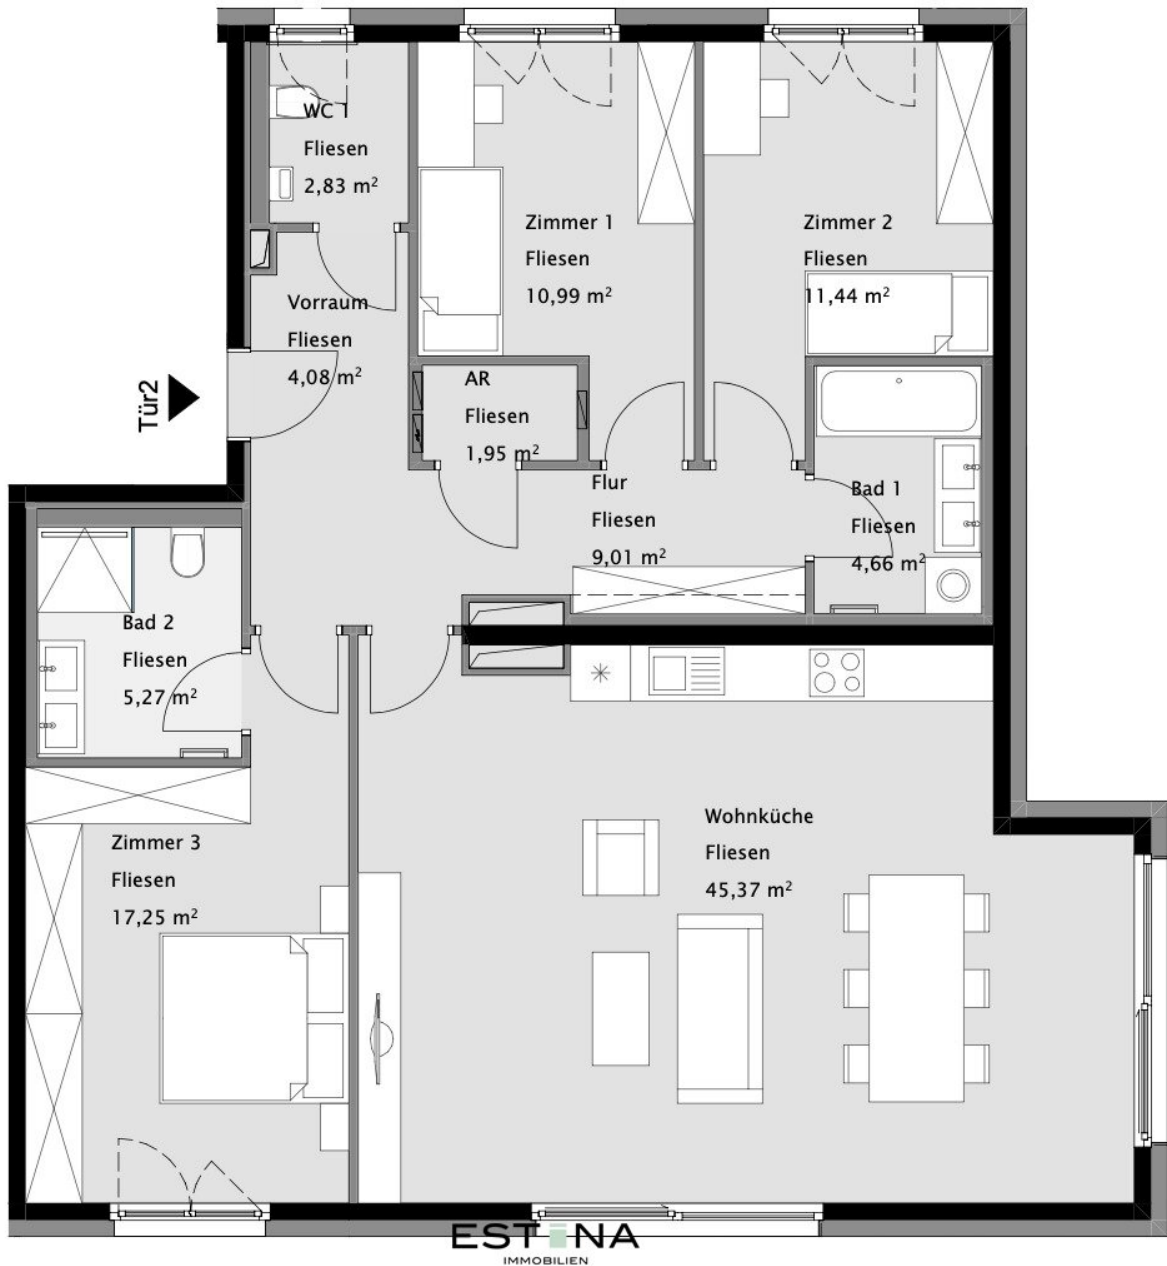 WC 1
Fliesen
2,83 m²
Zimmer 1
Fliesen
10,99 m²
Zimmer 2
Fliesen
11,44 m²
Vorraum
Fliesen
4,08 m²
Tür2
AR
Fliesen
1,95 m²
Flur
Fliesen
9,01 m²
Bad 1
Fliesen
4,66 m²
Bad 2
Fliesen
5,27 m²
Wohnküche
Fliesen
45,37 m²
Zimmer 3
Fliesen
17,25 m²
IMMOBILIEN